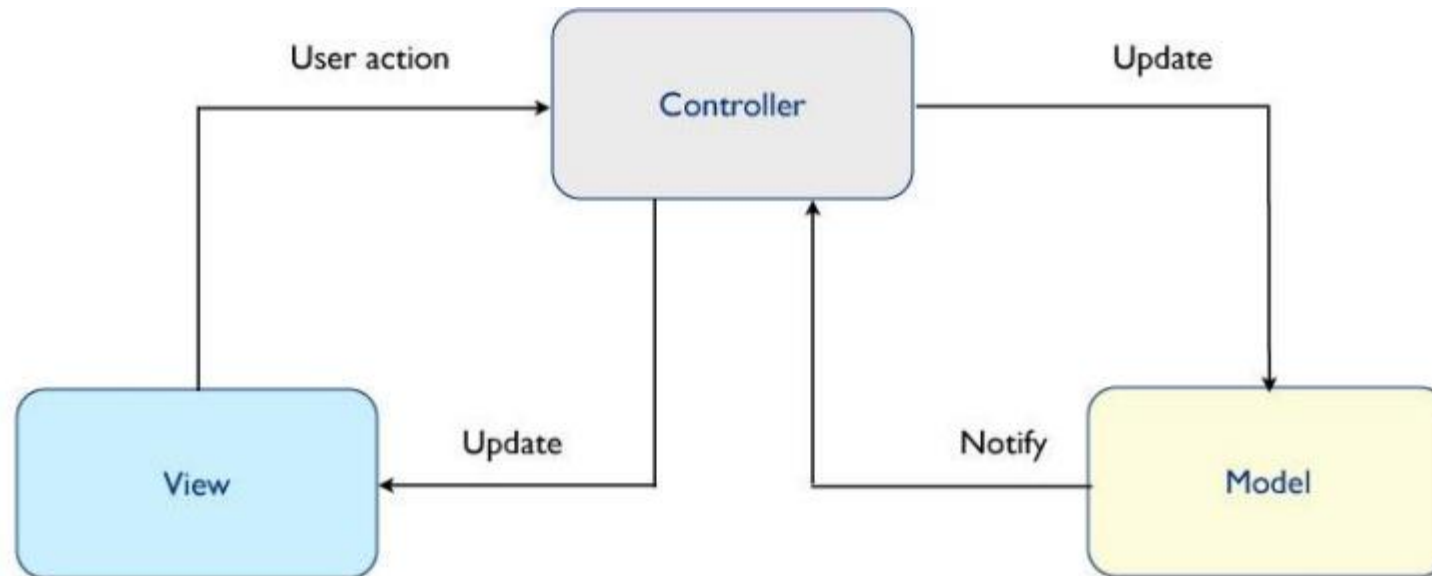 User action
Controller
Update
Update
Notify
View
Model